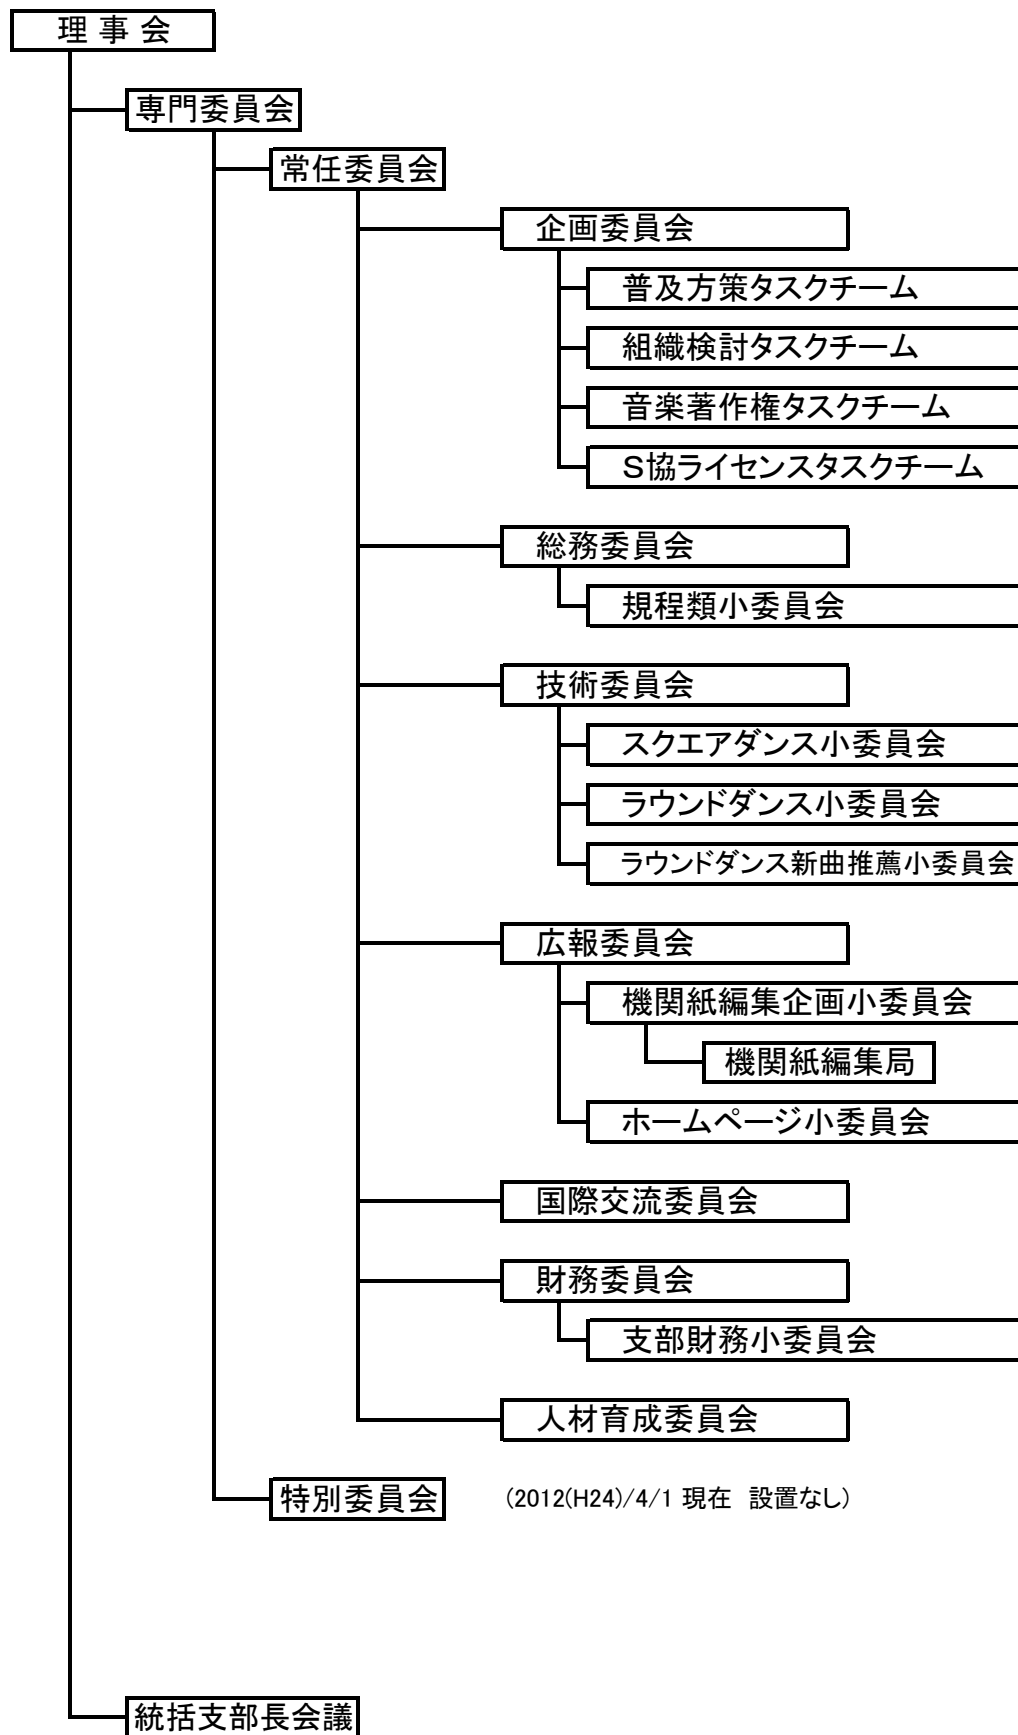 理 事 会
専門委員会
常任委員会
企画委員会
普及方策タスクチーム
組織検討タスクチーム
音楽著作権タスクチーム
S協ライセンスタスクチーム
総務委員会
規程類小委員会
技術委員会
スクエアダンス小委員会
ラウンドダンス小委員会
ラウンドダンス新曲推薦小委員会
広報委員会
機関紙編集企画小委員会
機関紙編集局
ホームページ小委員会
国際交流委員会
財務委員会
支部財務小委員会
人材育成委員会
特別委員会 (2012(H24)/4/1 現在 設置なし)
統括支部長会議